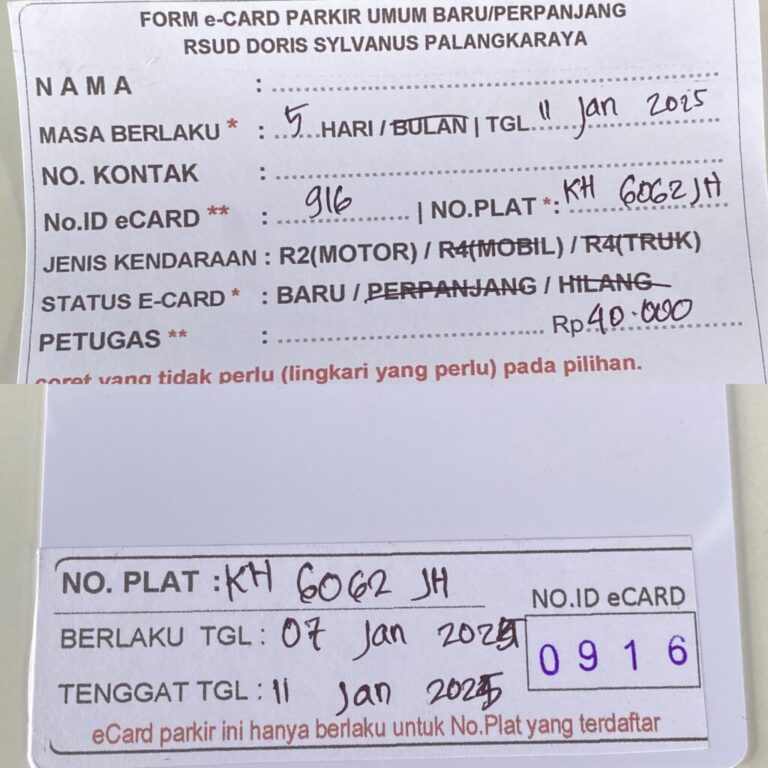 FORM e-CARD PARKIR UMUM BARU/PERPANJANG
RSUD DORIS SYLVANUS PALANGKARAYA
NAMA : ..........
MASA BERLAKU * : 5 HARI / BULAN | TGL 11 Jan 2025
NO. KONTAK : ..........
No.ID eCARD ** : 916 | NO.PLAT *: KH 6062 JH
JENIS KENDARAAN : R2(MOTOR) / R4(MOBIL) / R4(TRUK)
STATUS E-CARD * : BARU / PERPANJANG / HILANG
PETUGAS ** : .......... Rp 40.000
coret yang tidak perlu (lingkari yang perlu) pada pilihan.
NO. PLAT : KH 6062 JH
NO.ID eCARD
BERLAKU TGL : 07 Jan 2025
0916
TENGGAT TGL : 11 Jan 2025
eCard parkir ini hanya berlaku untuk No.Plat yang terdaftar